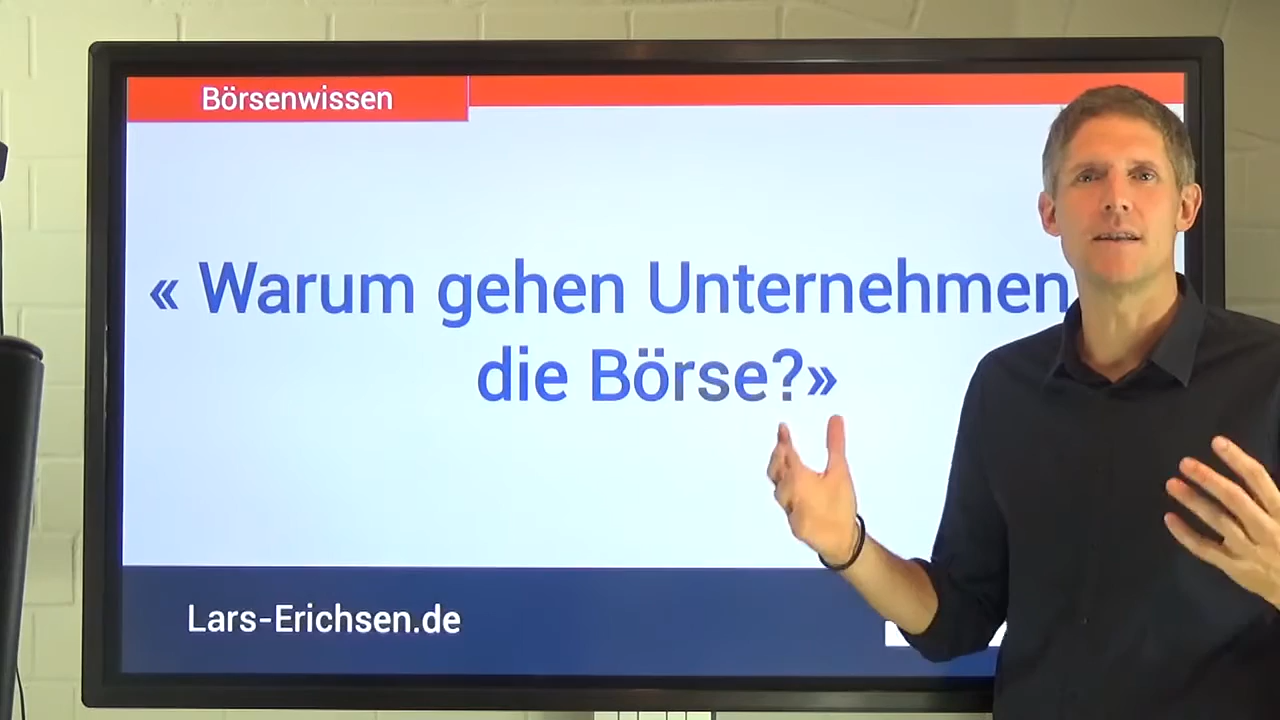 Börsenwissen
« Warum gehen Unternehmen
die Börse?»
Lars-Erichsen.de